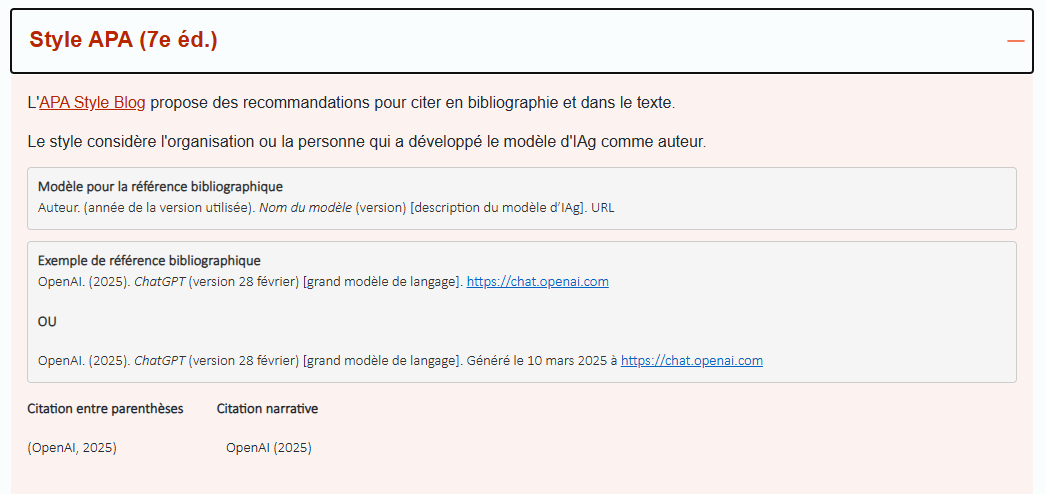 Style APA (7e éd.)
L'APA Style Blog propose des recommandations pour citer en bibliographie et dans le texte.
Le style considère l'organisation ou la personne qui a développé le modèle d'IAg comme auteur.
Modèle pour la référence bibliographique
Auteur. (année de la version utilisée). Nom du modèle (version) [description du modèle d’IAg]. URL
Exemple de référence bibliographique
OpenAI. (2025). ChatGPT (version 28 février) [grand modèle de langage]. https://chat.openai.com
OU
OpenAI. (2025). ChatGPT (version 28 février) [grand modèle de langage]. Généré le 10 mars 2025 à https://chat.openai.com
Citation entre parenthèses Citation narrative
(OpenAI, 2025) OpenAI (2025)